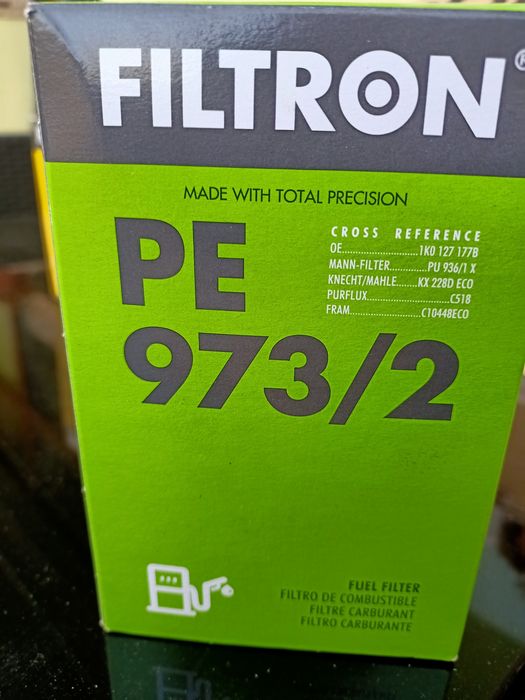 FILTRON®
MADE WITH TOTAL PRECISION
PE
973/2
CROSS REFERENCE
OE......................1K0 127 177B
MANN-FILTER..........PU 936/1 X
KNECHT/MAHLE......KX 228D ECO
PURFLUX........................C518
FRAM.....................C10448ECO
FUEL FILTER
FILTRO DE COMBUSTIBLE
FILTRE CARBURANT
FILTRO CARBURANTE